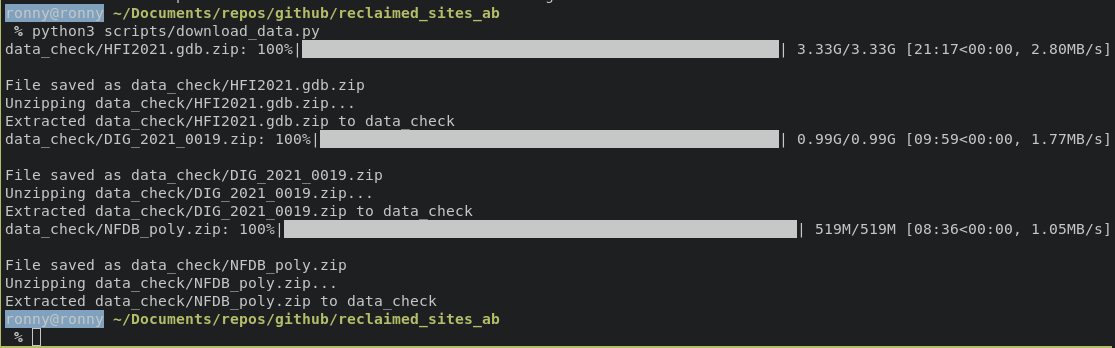 ronny@ronny ~/Documents/repos/github/reclaimed_sites_ab
% python3 scripts/download_data.py
data_check/HFI2021.gdb.zip: 100%|██████████| 3.33G/3.33G [21:17<00:00, 2.80MB/s]
File saved as data_check/HFI2021.gdb.zip
Unzipping data_check/HFI2021.gdb.zip...
Extracted data_check/HFI2021.gdb.zip to data_check
data_check/DIG_2021_0019.zip: 100%|██████████| 0.99G/0.99G [09:59<00:00, 1.77MB/s]
File saved as data_check/DIG_2021_0019.zip
Unzipping data_check/DIG_2021_0019.zip...
Extracted data_check/DIG_2021_0019.zip to data_check
data_check/NFDB_poly.zip: 100%|██████████| 519M/519M [08:36<00:00, 1.05MB/s]
File saved as data_check/NFDB_poly.zip
Unzipping data_check/NFDB_poly.zip...
Extracted data_check/NFDB_poly.zip to data_check
ronny@ronny ~/Documents/repos/github/reclaimed_sites_ab
%